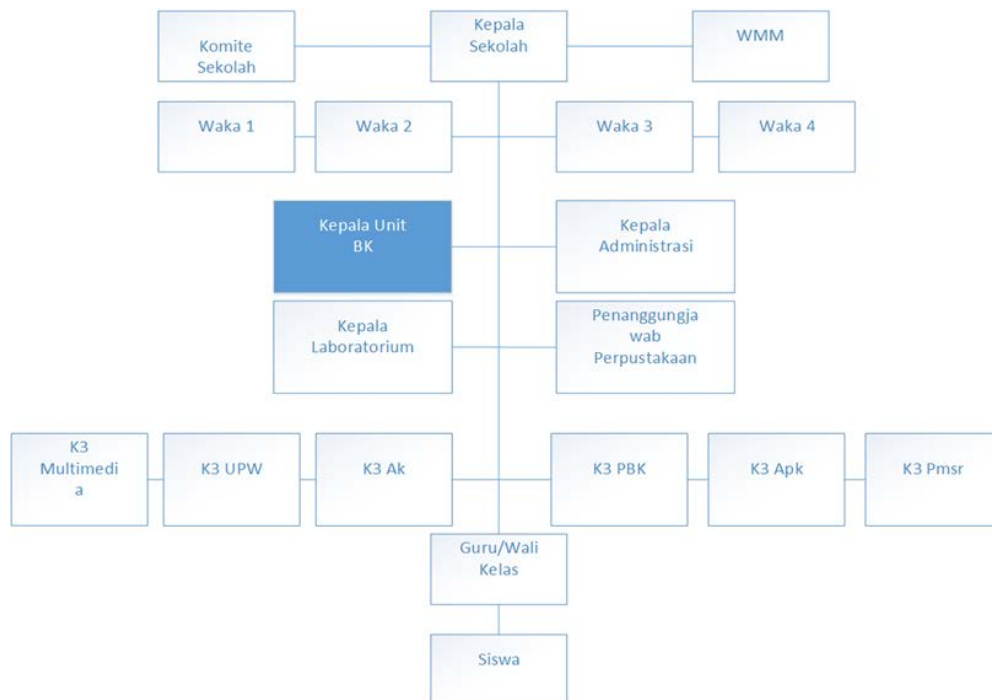 Komite
Sekolah
Kepala
Sekolah
WMM
Waka 1
Waka 2
Waka 3
Waka 4
Kepala Unit
BK
Kepala
Administrasi
Kepala
Laboratorium
Penanggungja
wab
Perpustakaan
K3
Multimedi
a
K3 UPW
K3 Ak
K3 PBK
K3 Apk
K3 Pmsr
Guru/Wali
Kelas
Siswa